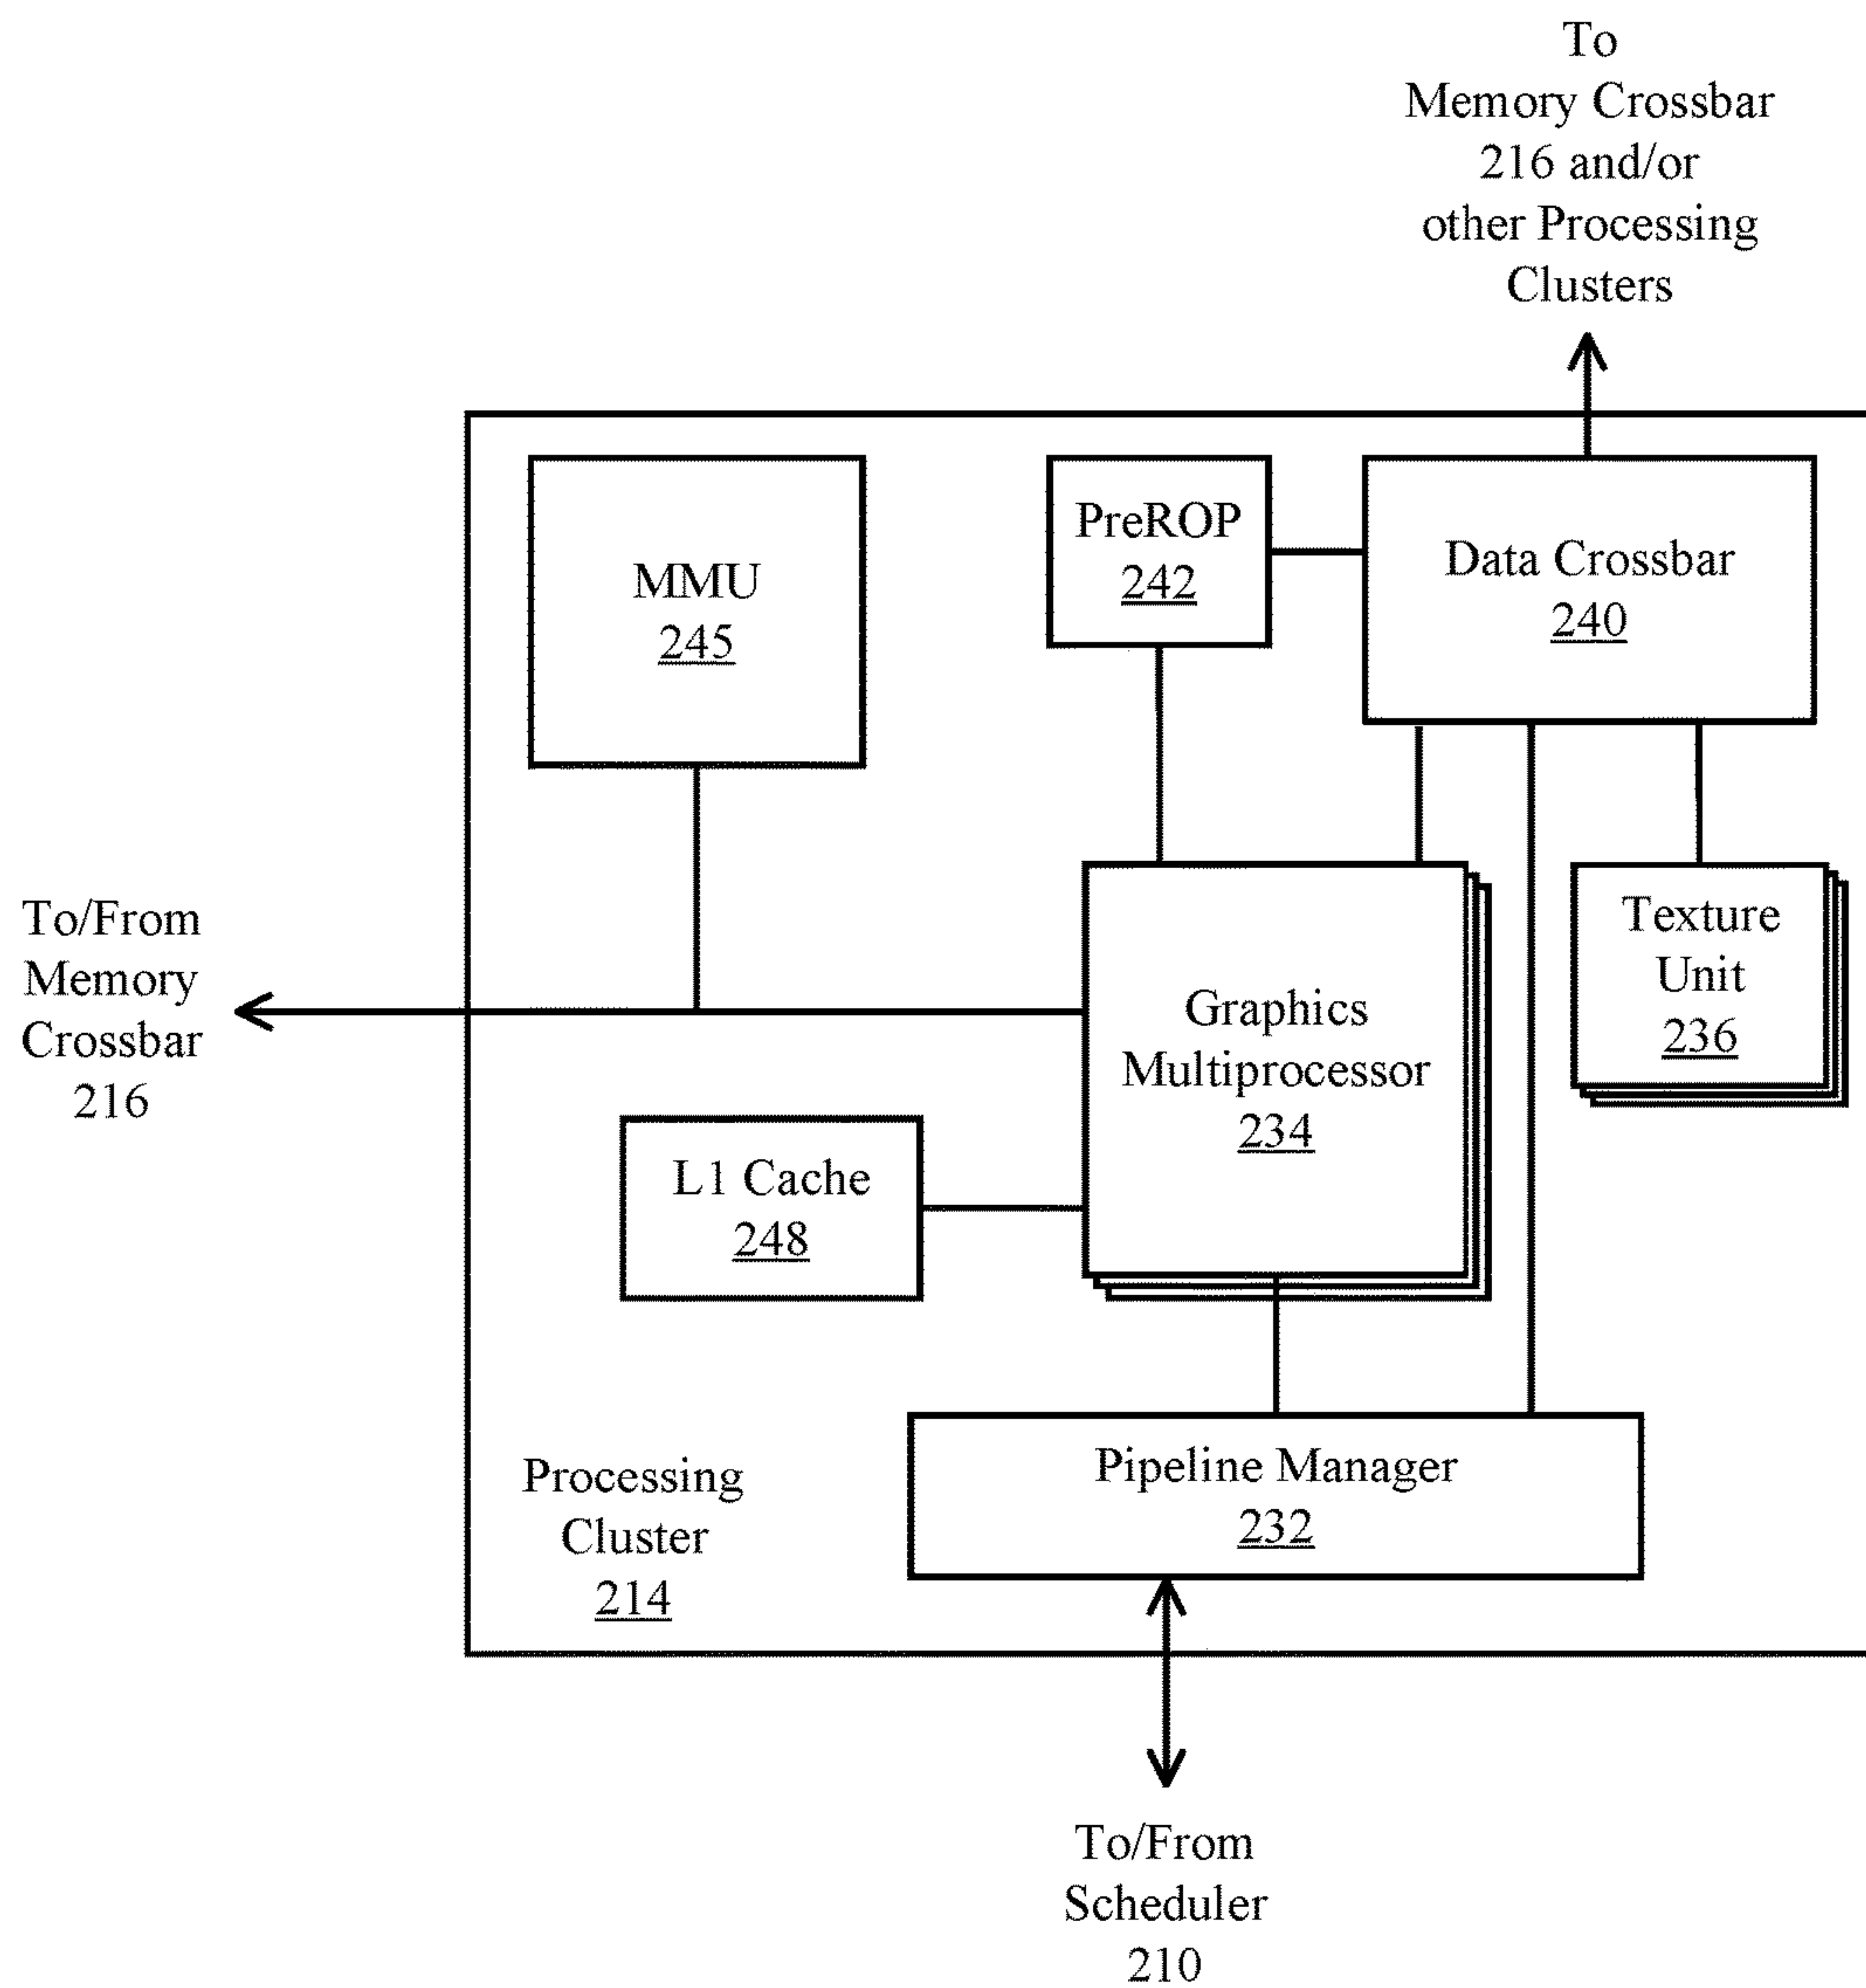 To
Memory Crossbar
216 and/or
other Processing
Clusters
MMU
245
PreROP
242
Data Crossbar
240
To/From
Memory
Crossbar
216
Graphics
Multiprocessor
234
Texture
Unit
236
L1 Cache
248
Processing
Cluster
214
Pipeline Manager
232
To/From
Scheduler
210